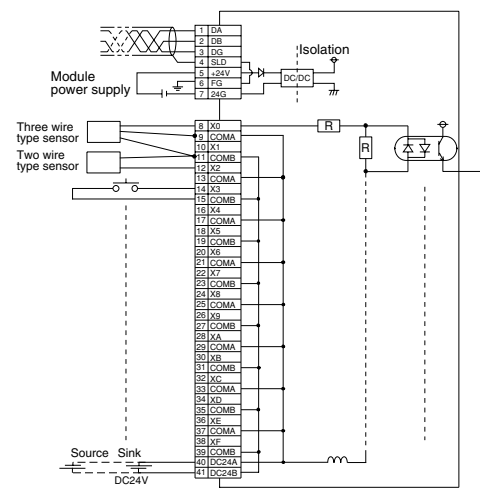 1 DA
2 DB
3 DG
4 SLD
5 +24V
6 FG
7 24G
Isolation
DC/DC
Module
power supply
8 X0
9 COMA
10 X1
11 COMB
12 X2
13 COMA
14 X3
15 COMB
16 X4
17 COMA
18 X5
19 COMB
20 X6
21 COMA
22 X7
23 COMB
24 X8
25 COMA
26 X9
27 COMB
28 XA
29 COMA
30 XB
31 COMB
32 XC
33 COMA
34 XD
35 COMB
36 XE
37 COMA
38 XF
39 COMB
40 DC24A
41 DC24B
Three wire
type sensor
Two wire
type sensor
R
R
Source Sink
DC24V